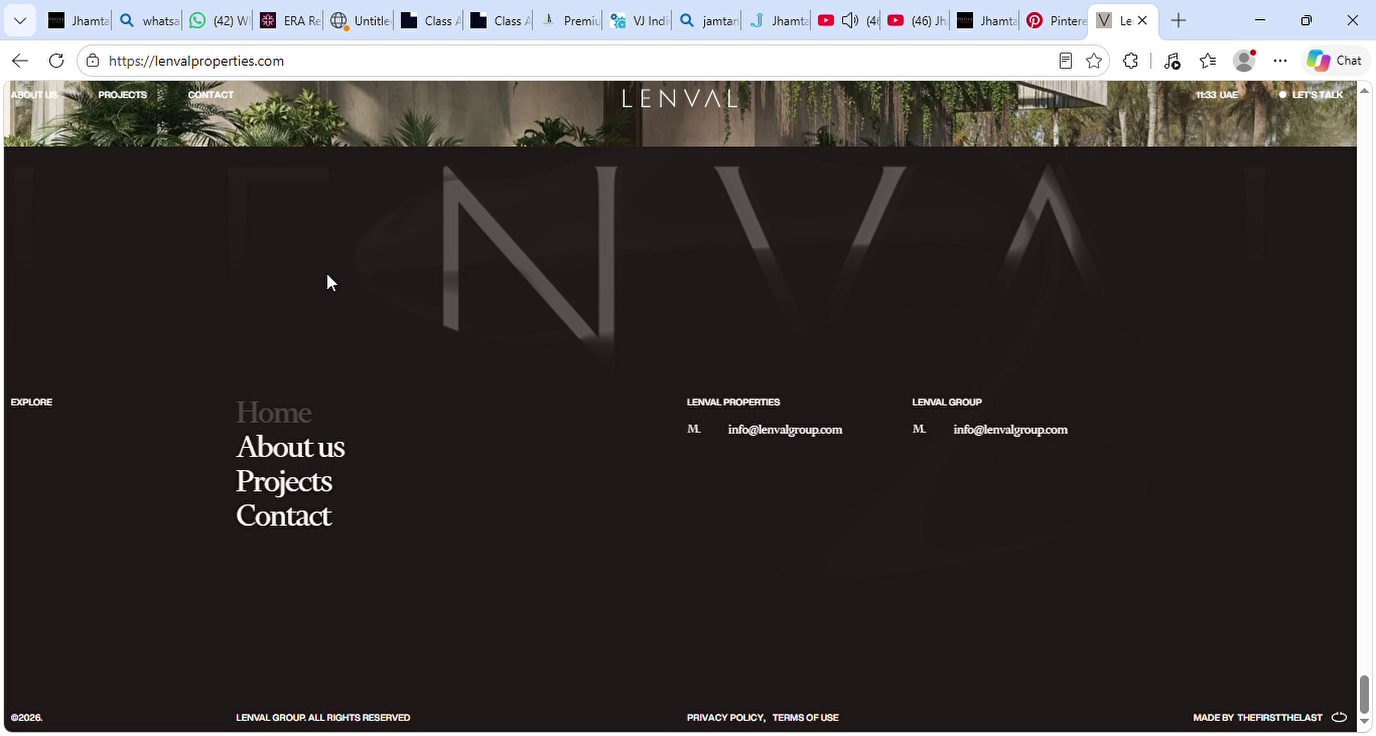 Jhamta
whatsa
(42) W
ERA Re
Untitle
Class A
Class A
Premiu
VJ Indi
jamtar
Jhamta
(46
(46) Jh
Jhamta
Pintere
Le
https://lenvalproperties.com
Chat
ABOUT US PROJECTS CONTACT LENVAL 11:33 UAE LET'S TALK
LENVAL
EXPLORE
Home
About us
Projects
Contact
LENVAL PROPERTIES
M. info@lenvalgroup.com
LENVAL GROUP
M. info@lenvalgroup.com
©2026. LENVAL GROUP. ALL RIGHTS RESERVED PRIVACY POLICY, TERMS OF USE MADE BY THEFIRSTTHELAST